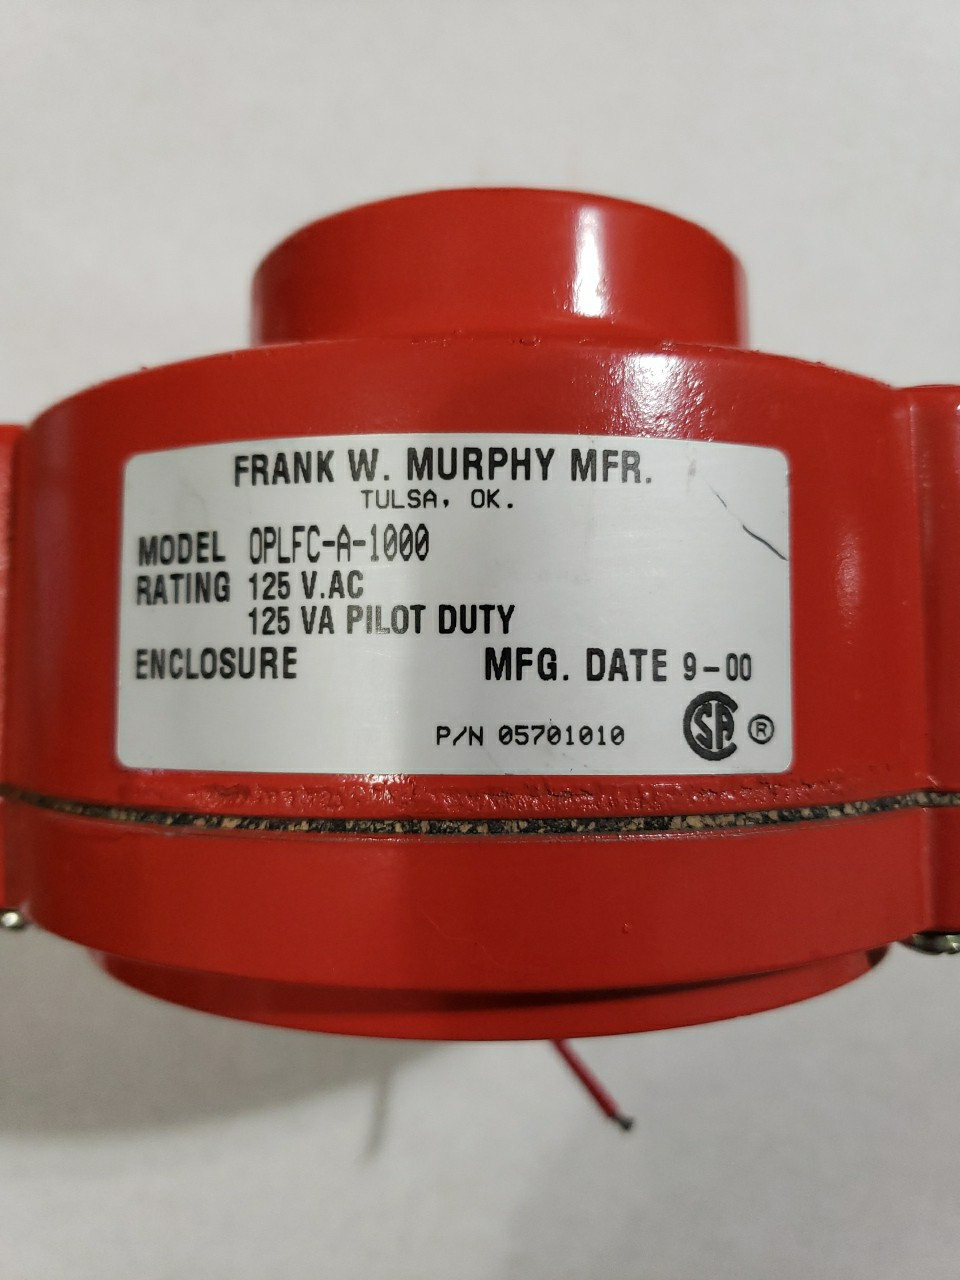 FRANK W. MURPHY MFR.
TULSA, OK.
MODEL OPLFC-A-1000
RATING 125 V.AC
125 VA PILOT DUTY
ENCLOSURE MFG. DATE 9-00
P/N 05701010 SA ®